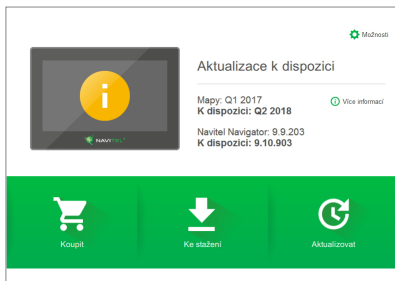 Možnosti
Aktualizace k dispozici
Mapy: Q1 2017
Více informací
K dispozici: Q2 2018
Navitel Navigator: 9.9.203
K dispozici: 9.10.903
NAVITEL
Koupit
Ke stažení
Aktualizovat